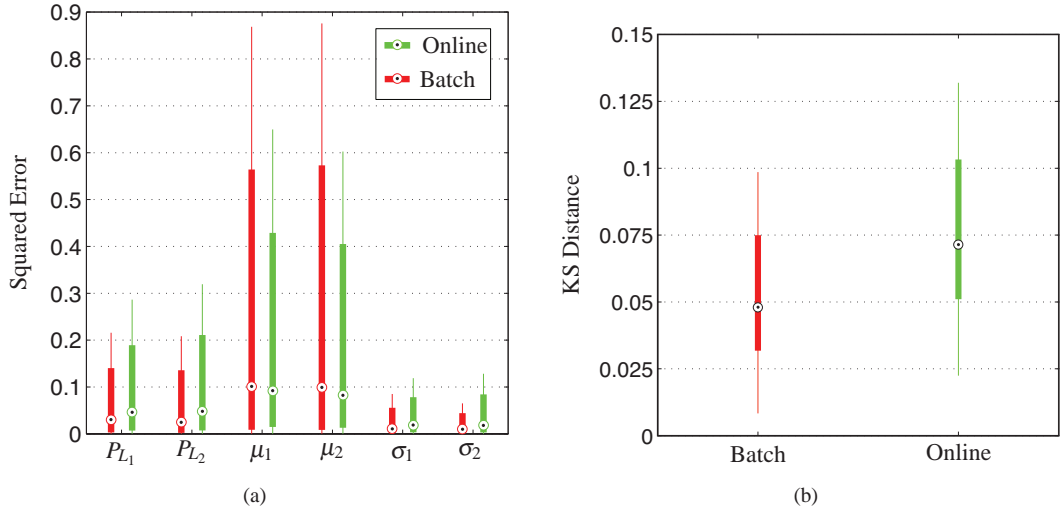 0.9
0.8
0.7
0.6
0.5
0.4
0.3
0.2
0.1
0
Squared Error
Online
Batch
P_{L_1} P_{L_2} μ_1 μ_2 σ_1 σ_2
(a)
0.15
0.125
0.1
0.075
0.05
0.025
0
KS Distance
Batch Online
(b)